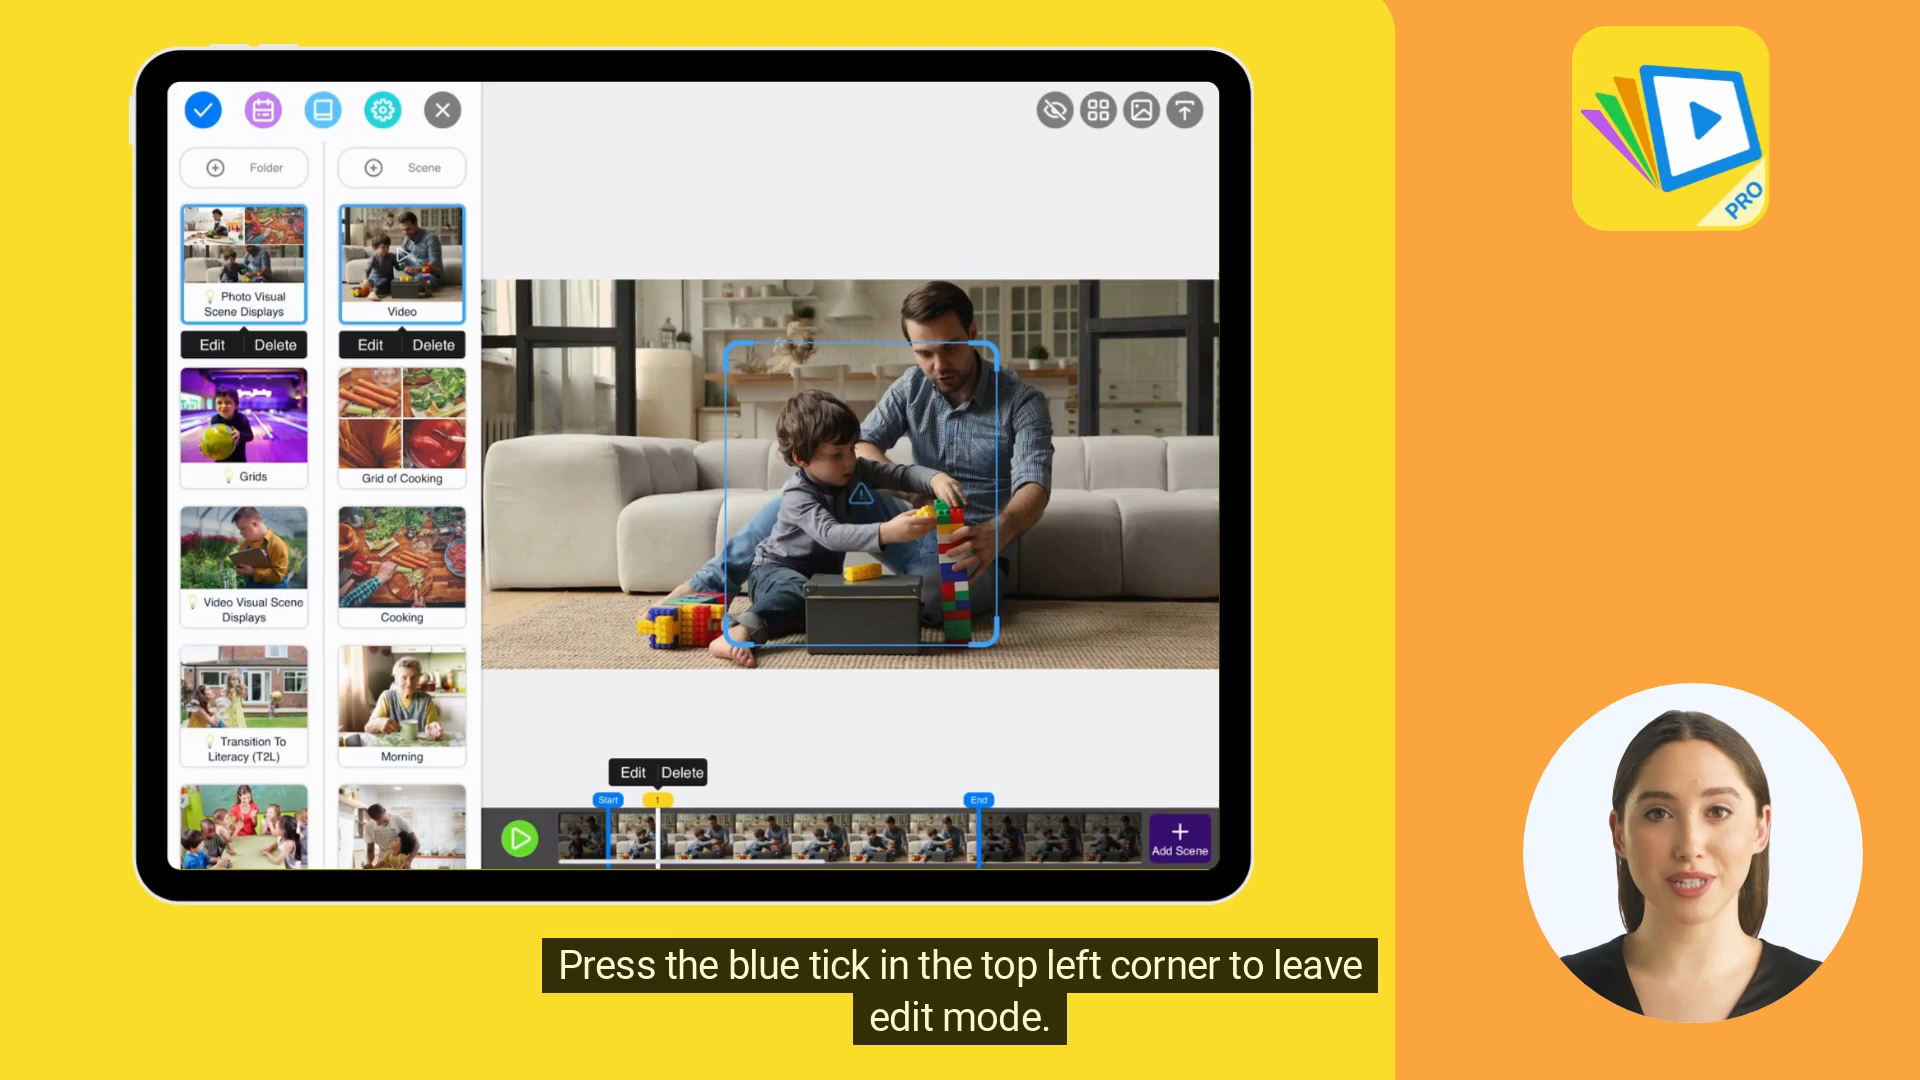 Folder
Scene
Photo Visual
Scene Displays
Video
Edit
Delete
Edit
Delete
Grids
Grid of Cooking
Video Visual Scene
Displays
Cooking
Transition To
Literacy (T2L)
Morning
Edit
Delete
Start
1
End
Add Scene
PRO
Press the blue tick in the top left corner to leave
edit mode.